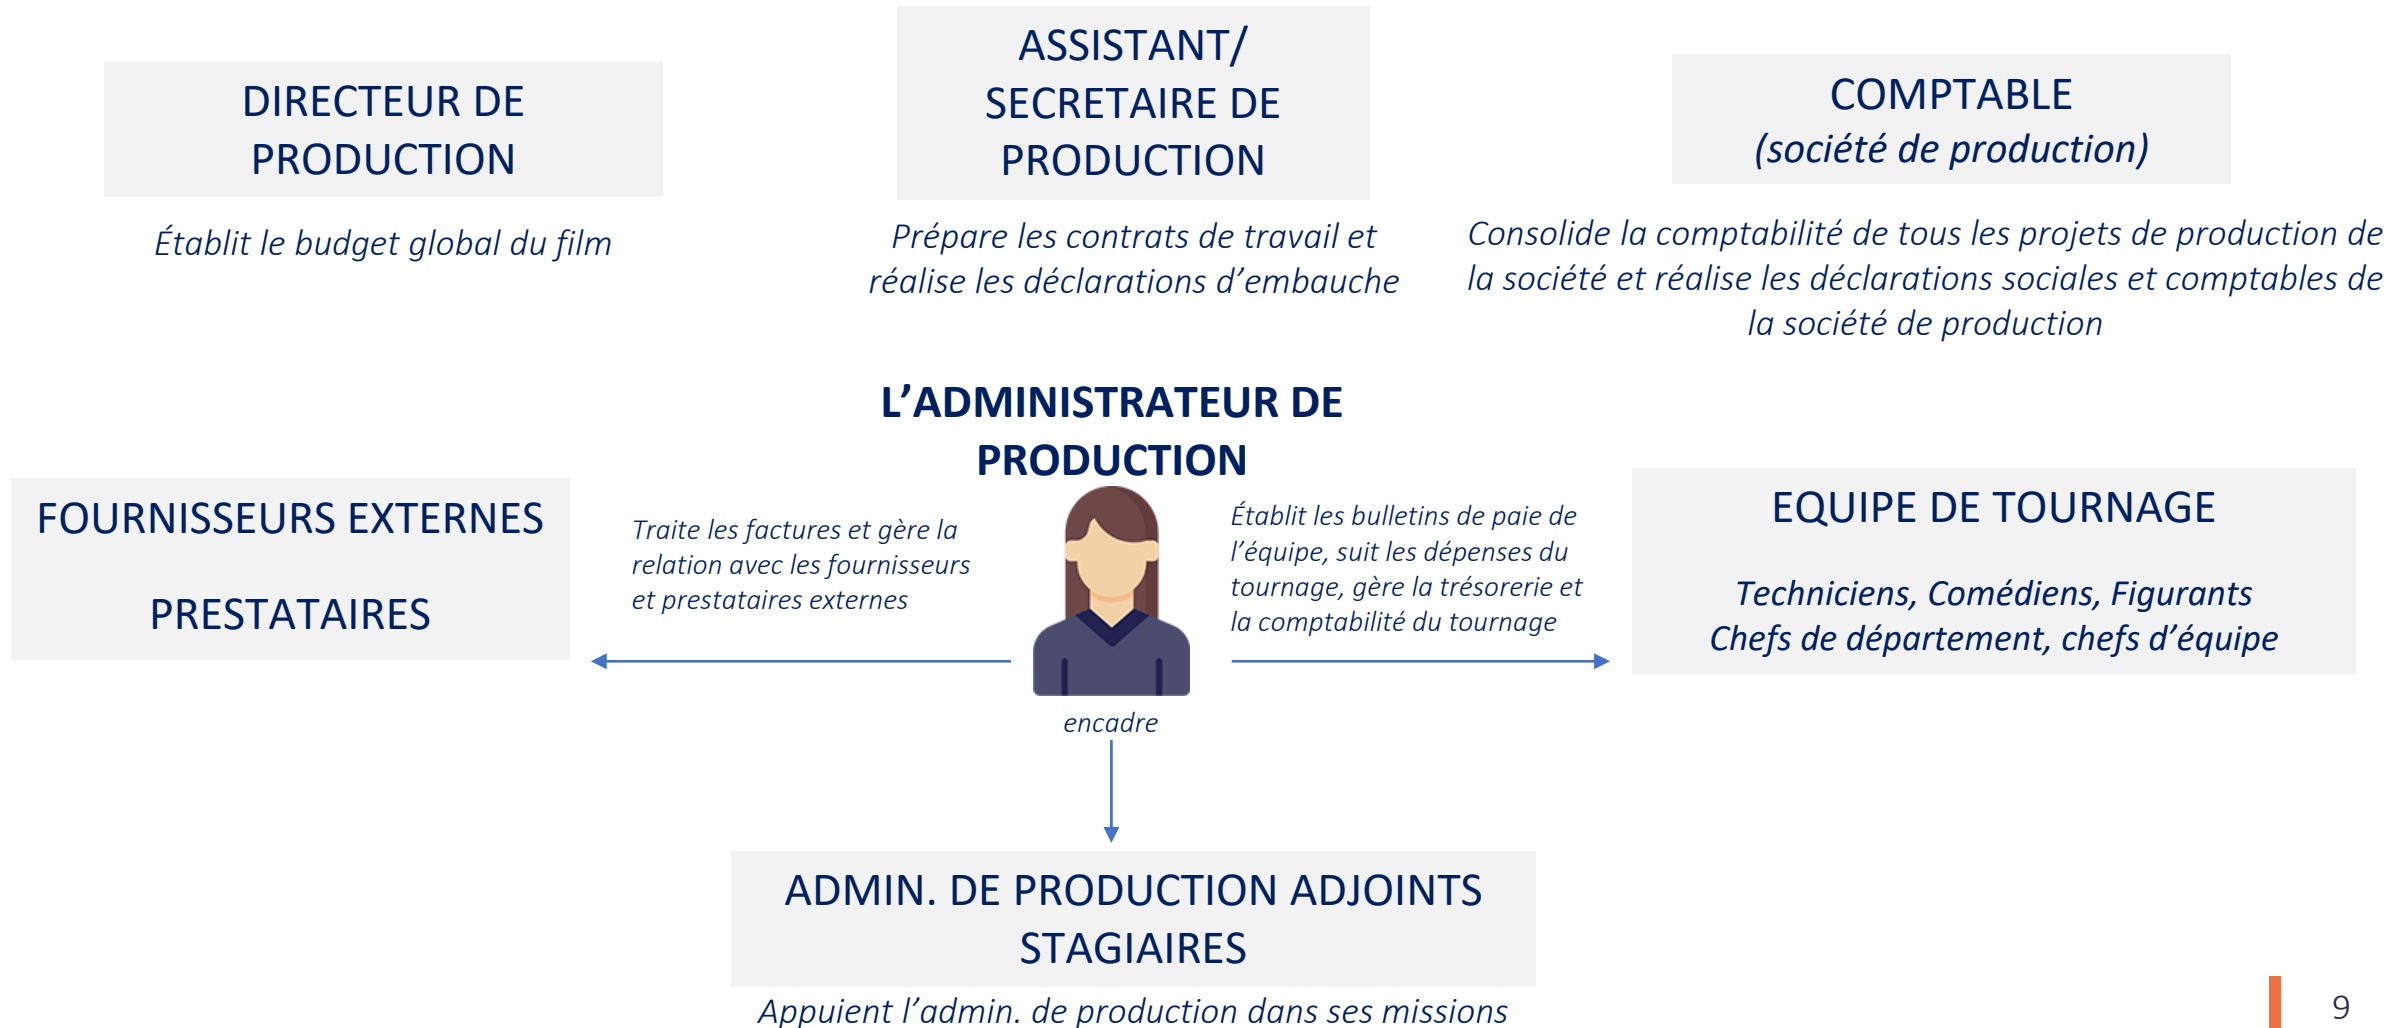 DIRECTEUR DE
PRODUCTION
Établit le budget global du film
ASSISTANT/
SECRETAIRE DE
PRODUCTION
Prépare les contrats de travail et
réalise les déclarations d’embauche
COMPTABLE
(société de production)
Consolide la comptabilité de tous les projets de production de
la société et réalise les déclarations sociales et comptables de
la société de production
L’ADMINISTRATEUR DE
PRODUCTION
FOURNISSEURS EXTERNES
PRESTATAIRES
Traite les factures et gère la
relation avec les fournisseurs
et prestataires externes
Établit les bulletins de paie de
l’équipe, suit les dépenses du
tournage, gère la trésorerie et
la comptabilité du tournage
EQUIPE DE TOURNAGE
Techniciens, Comédiens, Figurants
Chefs de département, chefs d’équipe
encadre
ADMIN. DE PRODUCTION ADJOINTS
STAGIAIRES
Appuient l’admin. de production dans ses missions
9